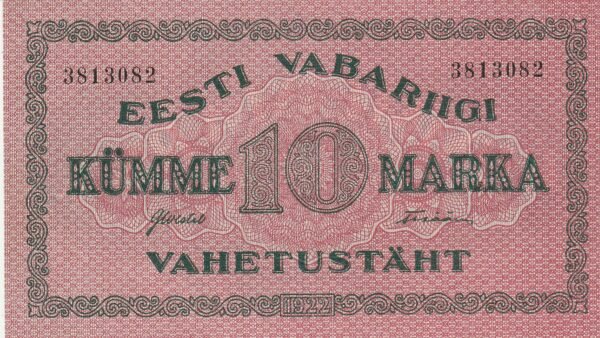 3813082 3813082
EESTI VABARIIGI
KÜMME 10 MARKA
VAHETUSTÄHT
1922